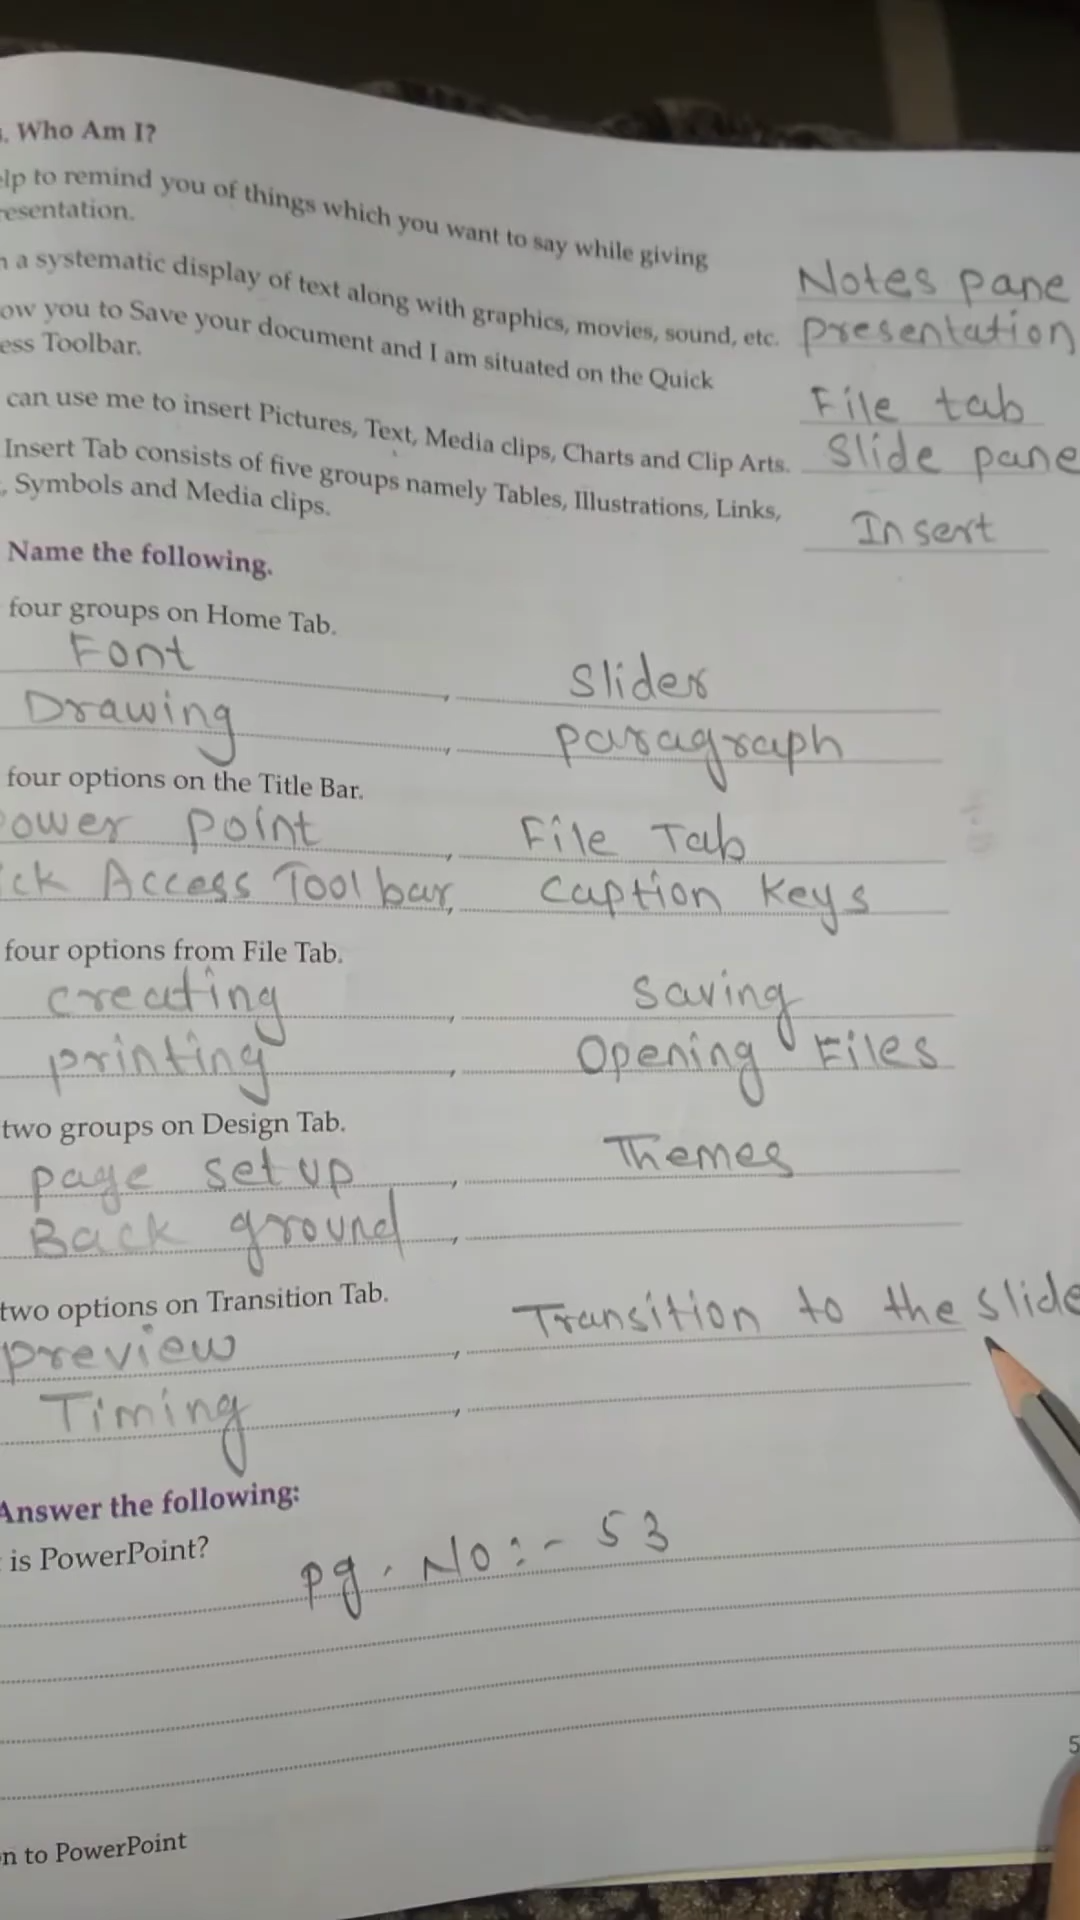 . Who Am I?
elp to remind you of things which you want to say while giving
resentation.
Notes pane
a systematic display of text along with graphics, movies, sound, etc. presentation
ow you to Save your document and I am situated on the Quick
ess Toolbar.
File tab
can use me to insert Pictures, Text, Media clips, Charts and Clip Arts. Slide pane
Insert Tab consists of five groups namely Tables, Illustrations, Links,
, Symbols and Media clips.
Insert
Name the following.
four groups on Home Tab.
Font , Slides
Drawing , paragraph
four options on the Title Bar.
ower point , File Tab
ick Access Tool bar, caption keys
four options from File Tab.
creating , saving
printing , Opening Files
two groups on Design Tab.
page set up , Themes
Back ground ,
two options on Transition Tab.
preview , Transition to the slide
Timing ,
Answer the following:
is PowerPoint?
pg. No:- 53
5
n to PowerPoint